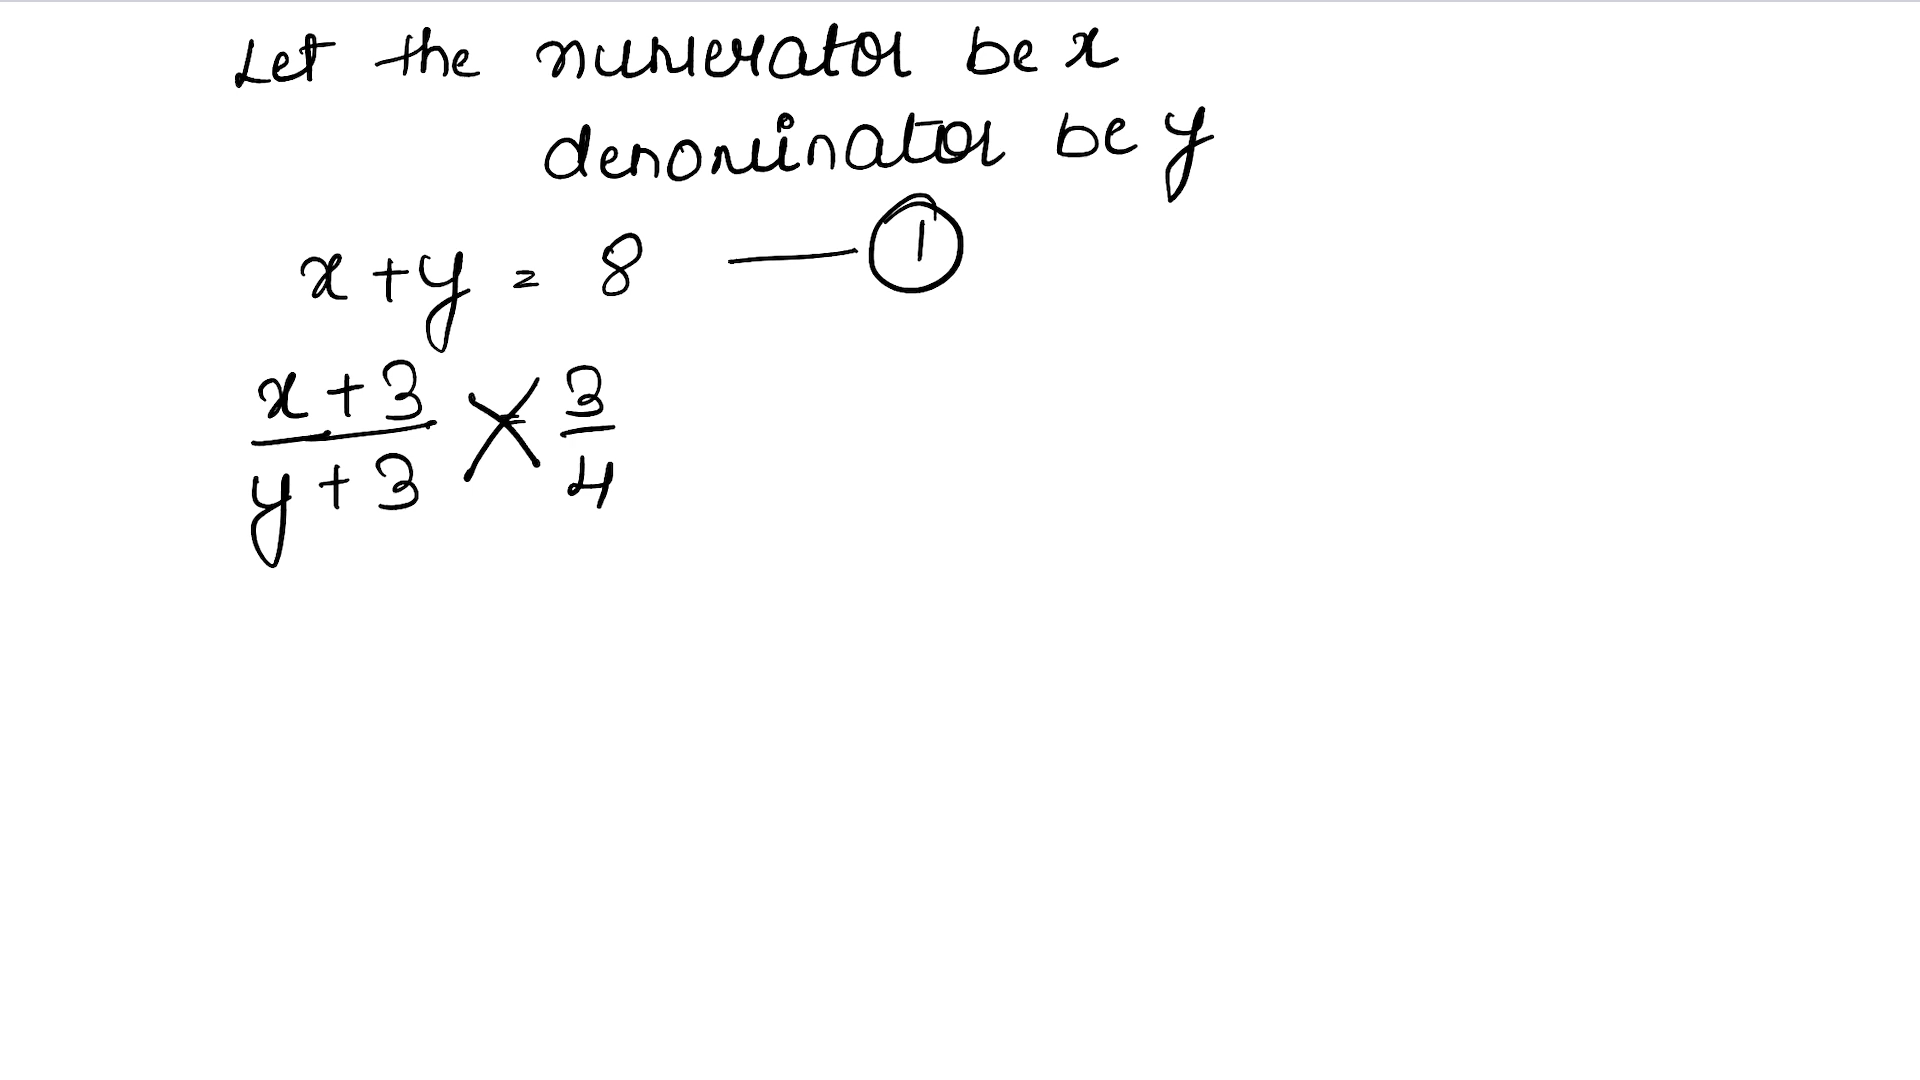 Let the numerator be x
denominator be y
x + y = 8 —— ①
x + 3 / y + 3 = 3 / 4